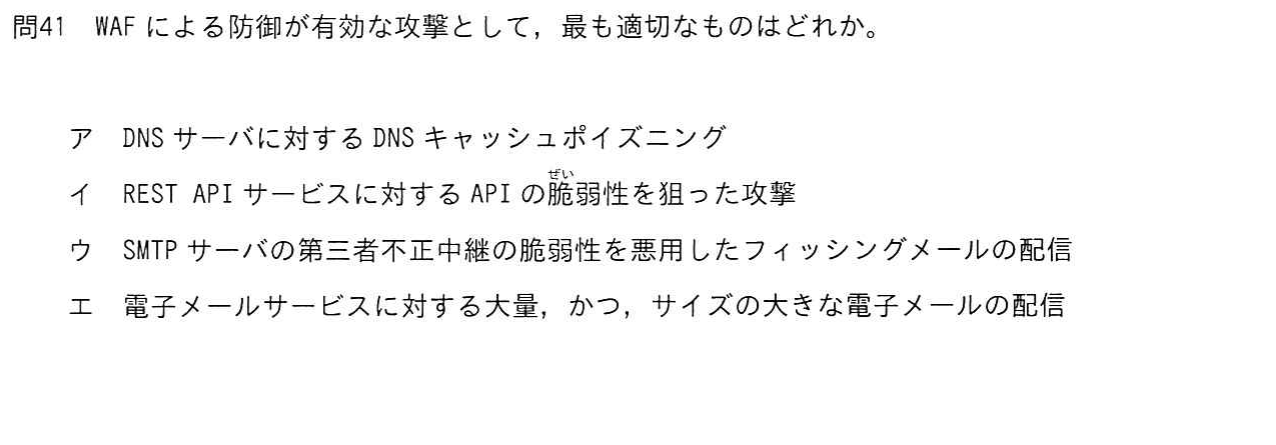 問41　WAF による防御が有効な攻撃として，最も適切なものはどれか。
ア　DNS サーバに対する DNS キャッシュポイズニング
ぜい
イ　REST API サービスに対する API の脆弱性を狙った攻撃
ウ　SMTP サーバの第三者不正中継の脆弱性を悪用したフィッシングメールの配信
エ　電子メールサービスに対する大量，かつ，サイズの大きな電子メールの配信